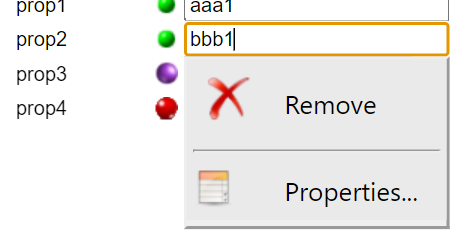 prop1 aaa1
prop2 bbb1
prop3
prop4
Remove
Properties...